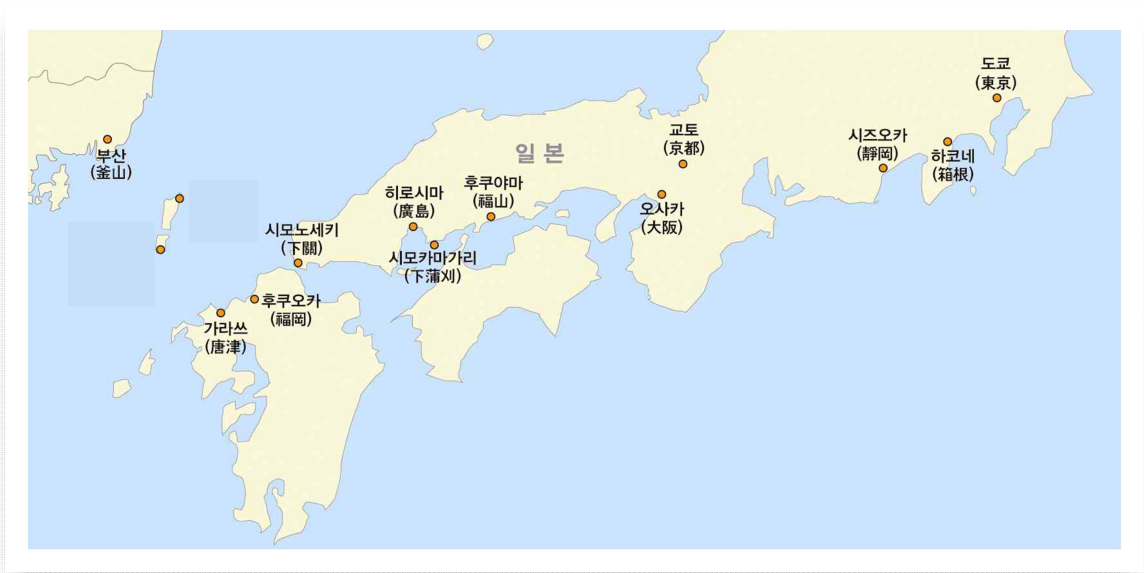 도쿄
(東京)
부산
(釜山)
교토
(京都)
시즈오카
(靜岡)
하코네
(箱根)
일 본
히로시마
(廣島)
후쿠야마
(福山)
오사카
(大阪)
시모노세키
(下關)
시모카마가리
(下蒲刈)
후쿠오카
(福岡)
가라쓰
(唐津)